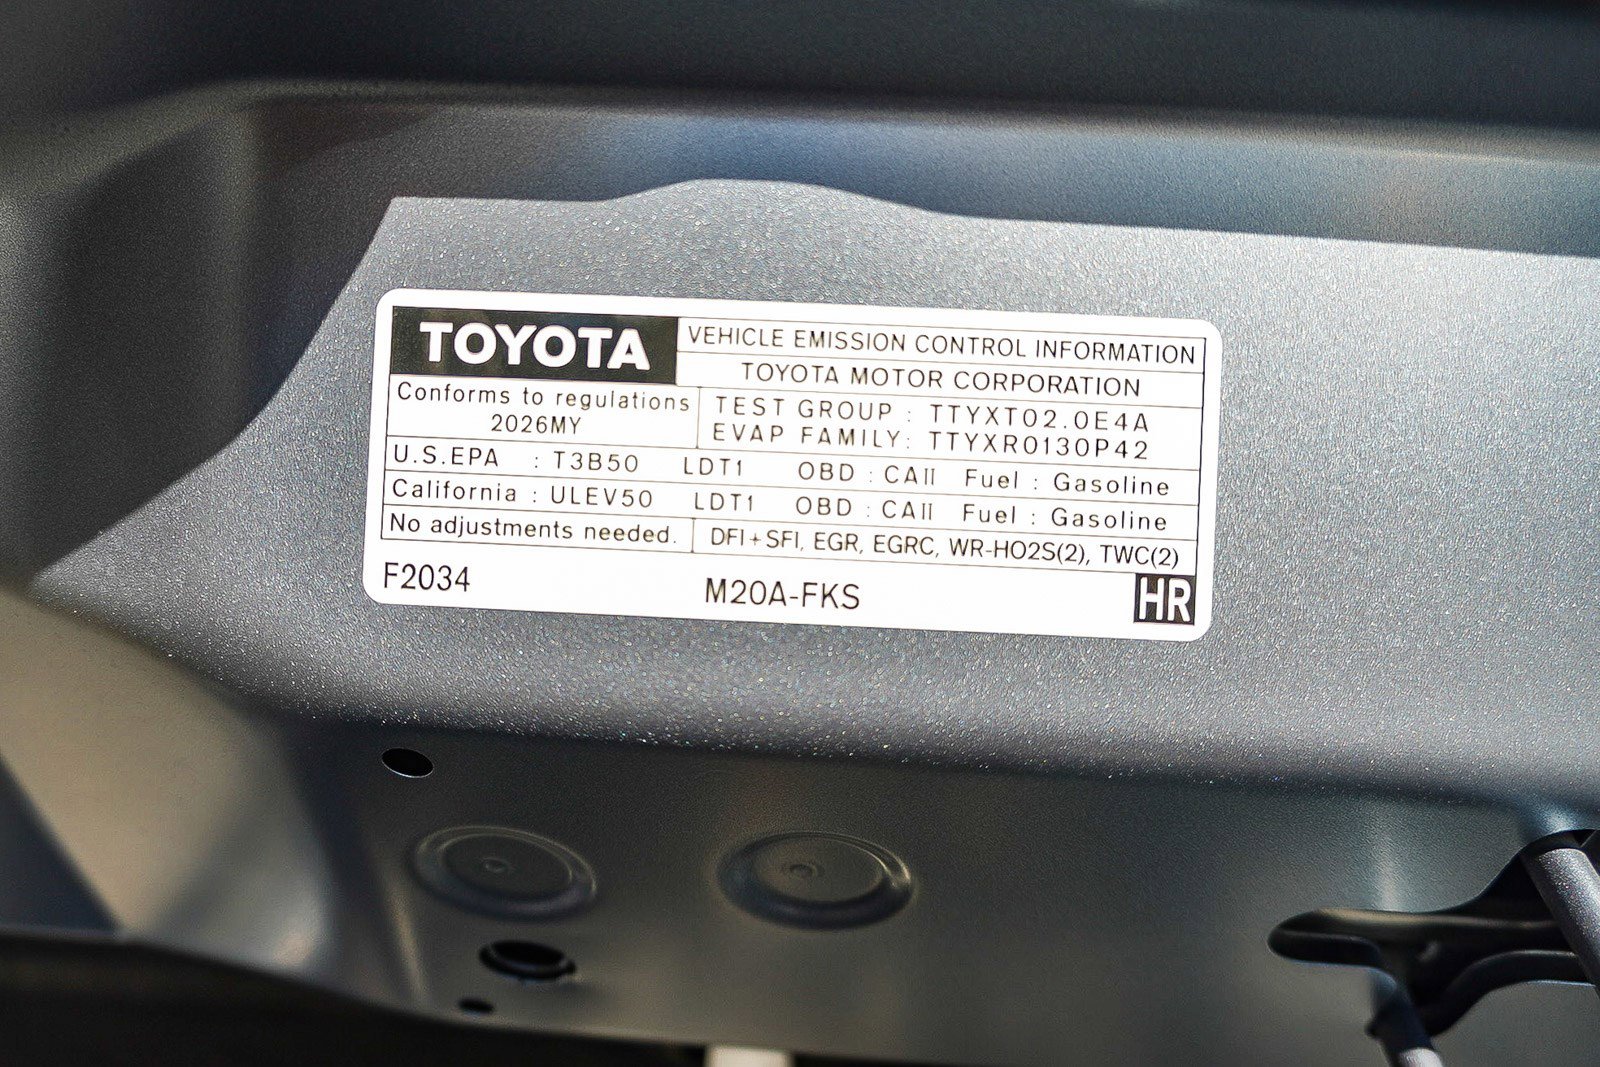 TOYOTA
VEHICLE EMISSION CONTROL INFORMATION
TOYOTA MOTOR CORPORATION
Conforms to regulations
2026MY
TEST GROUP : TTYXT02.0E4A
EVAP FAMILY: TTYXR0130P42
U.S.EPA : T3B50 LDT1 OBD : CAII Fuel : Gasoline
California : ULEV50 LDT1 OBD : CAII Fuel : Gasoline
No adjustments needed.
DFI+SFI, EGR, EGRC, WR-HO2S(2), TWC(2)
F2034
M20A-FKS
HR